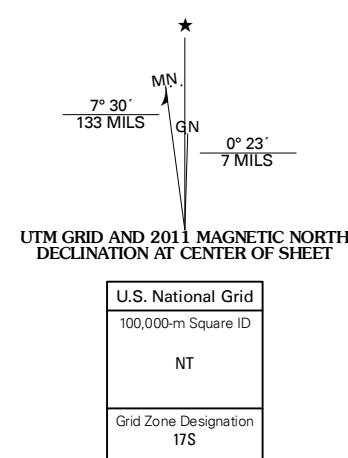 ★
M.N.
7° 30´
133 MILS
GN
0° 23´
7 MILS
UTM GRID AND 2011 MAGNETIC NORTH
DECLINATION AT CENTER OF SHEET
U.S. National Grid
100,000-m Square ID
NT
Grid Zone Designation
17S